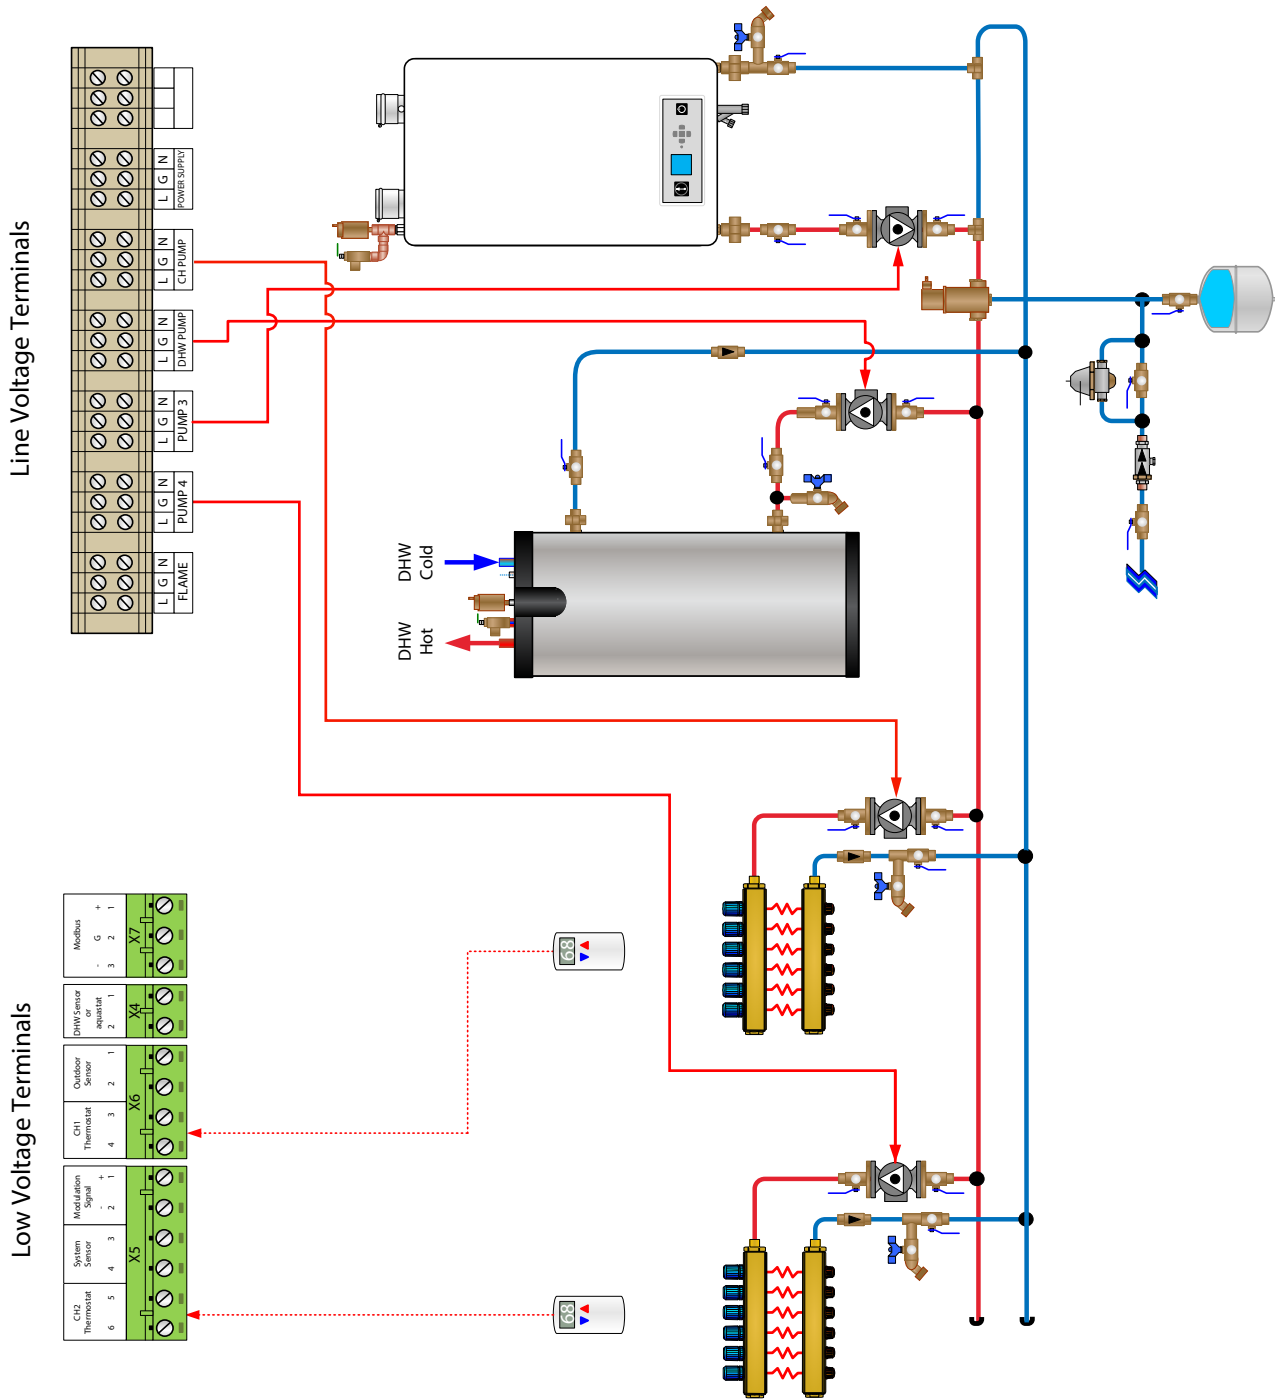 Line Voltage Terminals
L G N
POWER SUPPLY
L G N
CH PUMP
L G N
DHW PUMP
L G N
PUMP 3
L G N
PUMP 4
L G N
FLAME
DHW
Cold
DHW
Hot
Low Voltage Terminals
Modbus
- G +
3 2 1
X7
DHW Sensor
or
aquastat
2 1
X4
Outdoor
Sensor
2 1
CH1
Thermostat
4 3
X6
Modulation
Signal
- +
2 1
System
Sensor
4 3
CH2
Thermostat
6 5
X5
68
68